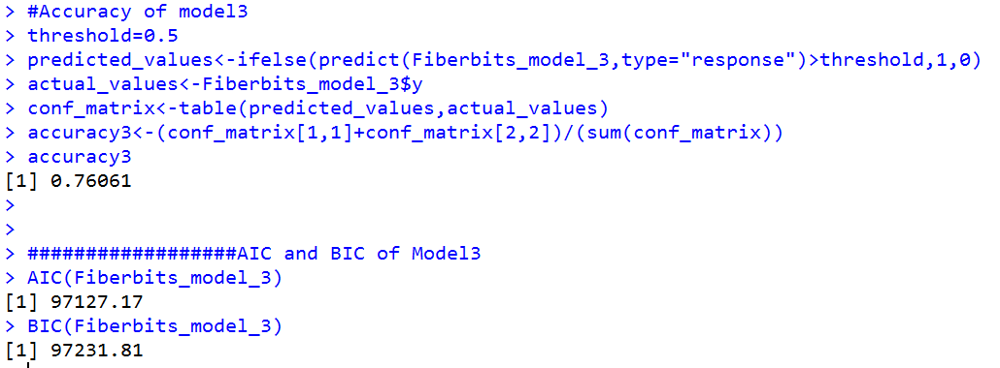 > #Accuracy of model3
> threshold=0.5
> predicted_values<-ifelse(predict(Fiberbits_model_3,type="response")>threshold,1,0)
> actual_values<-Fiberbits_model_3$y
> conf_matrix<-table(predicted_values,actual_values)
> accuracy3<-(conf_matrix[1,1]+conf_matrix[2,2])/(sum(conf_matrix))
> accuracy3
[1] 0.76061
>
>
> ##################AIC and BIC of Model3
> AIC(Fiberbits_model_3)
[1] 97127.17
> BIC(Fiberbits_model_3)
[1] 97231.81